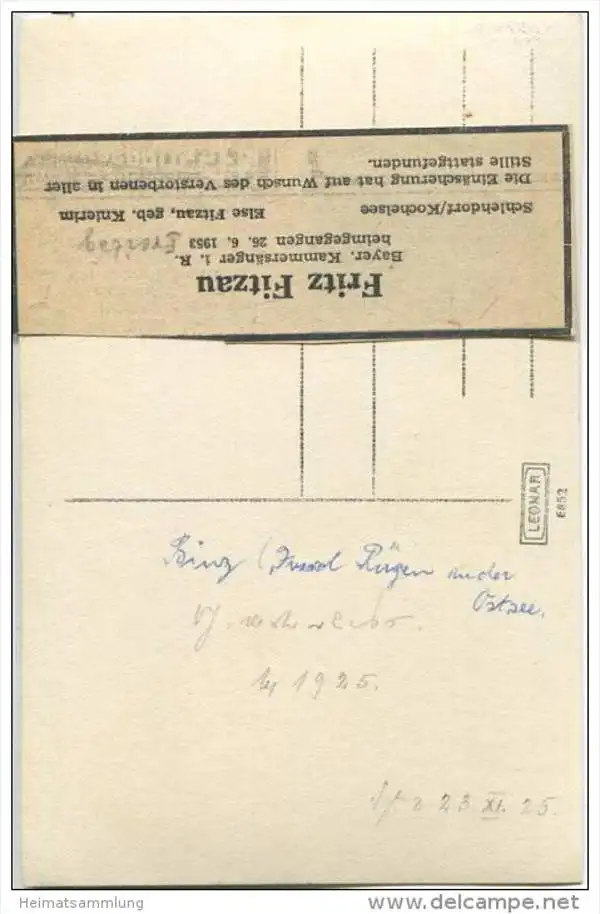 Fritz Fitzau
Bayer. Kammersänger i. R.
heimgegangen 26. 6. 1953 Freitag
Schlehdorf/Kochelsee Else Fitzau, geb. Knierim
Die Einäscherung hat auf Wunsch des Verstorbenen in aller
Stille stattgefunden.
LEONAR
6852
Binz (Insel Rügen in der
Ostsee.
1925.
23 XI. 25.
Heimatsammlung
www.delcampe.net